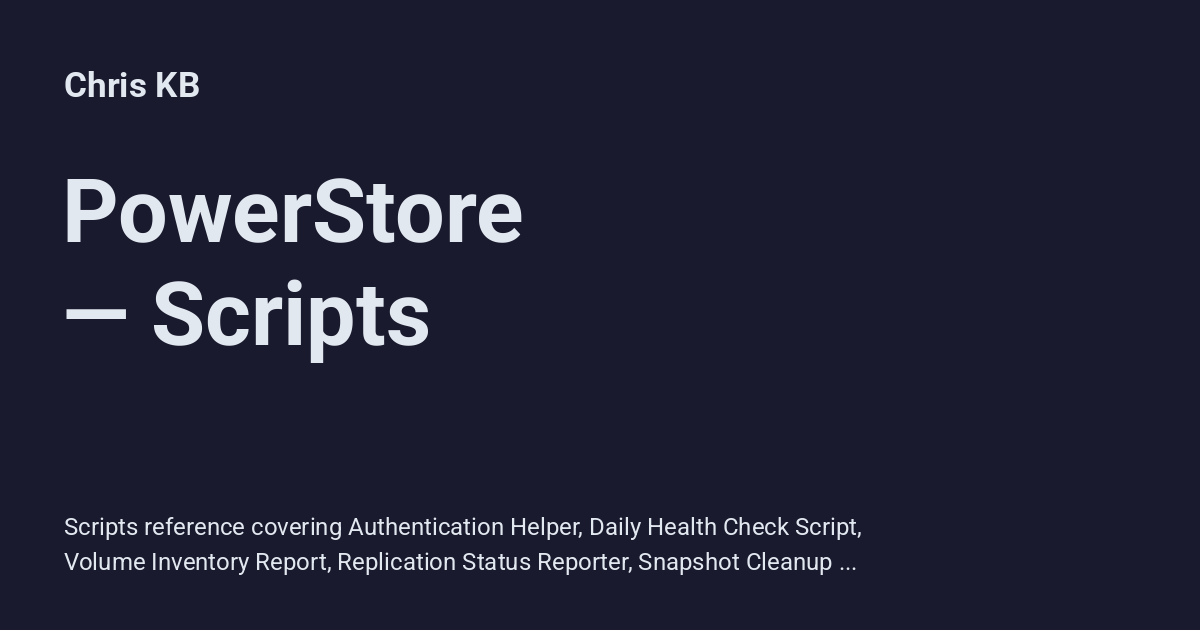 Chris KB
PowerStore
— Scripts
Scripts reference covering Authentication Helper, Daily Health Check Script,
Volume Inventory Report, Replication Status Reporter, Snapshot Cleanup ...